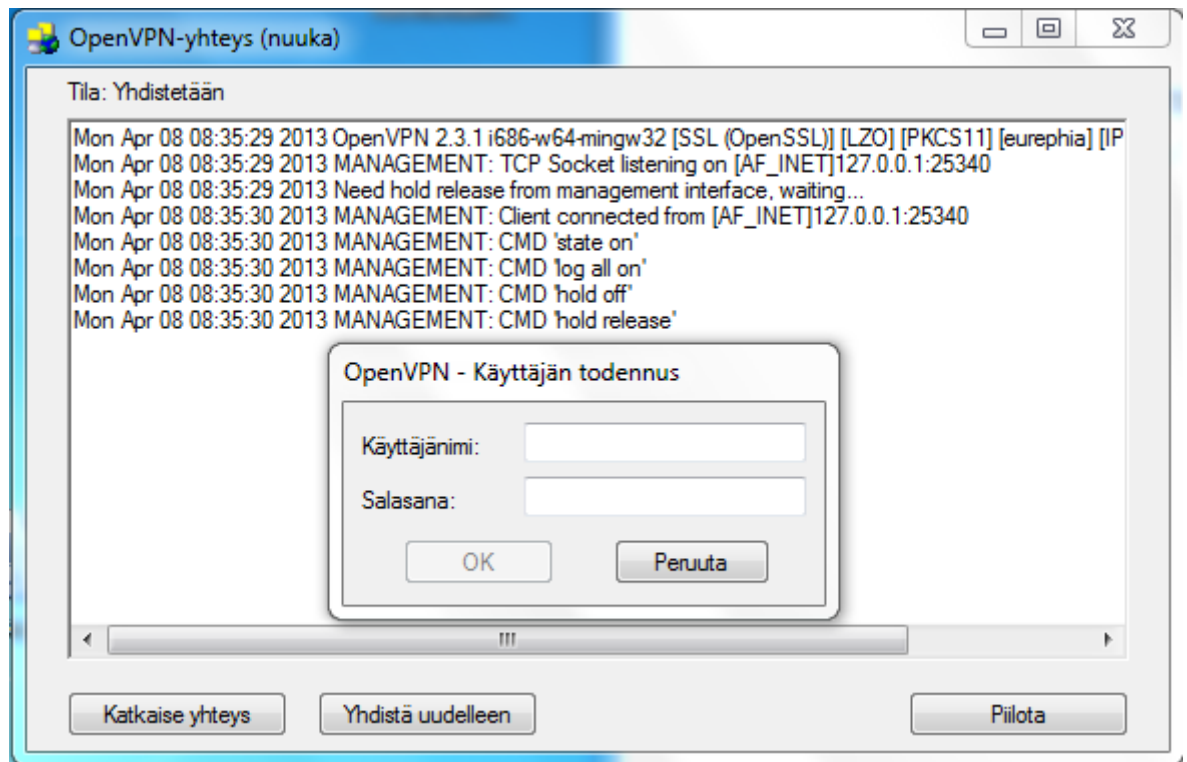 OpenVPN-yhteys (nuuka)
Tila: Yhdistetään
Mon Apr 08 08:35:29 2013 OpenVPN 2.3.1 i686-w64-mingw32 [SSL (OpenSSL)] [LZO] [PKCS11] [eurephia] [IP
Mon Apr 08 08:35:29 2013 MANAGEMENT: TCP Socket listening on [AF_INET]127.0.0.1:25340
Mon Apr 08 08:35:29 2013 Need hold release from management interface, waiting...
Mon Apr 08 08:35:30 2013 MANAGEMENT: Client connected from [AF_INET]127.0.0.1:25340
Mon Apr 08 08:35:30 2013 MANAGEMENT: CMD 'state on'
Mon Apr 08 08:35:30 2013 MANAGEMENT: CMD 'log all on'
Mon Apr 08 08:35:30 2013 MANAGEMENT: CMD 'hold off'
Mon Apr 08 08:35:30 2013 MANAGEMENT: CMD 'hold release'
OpenVPN - Käyttäjän todennus
Käyttäjänimi:
Salasana:
OK Peruuta
Katkaise yhteys Yhdistä uudelleen Piilota